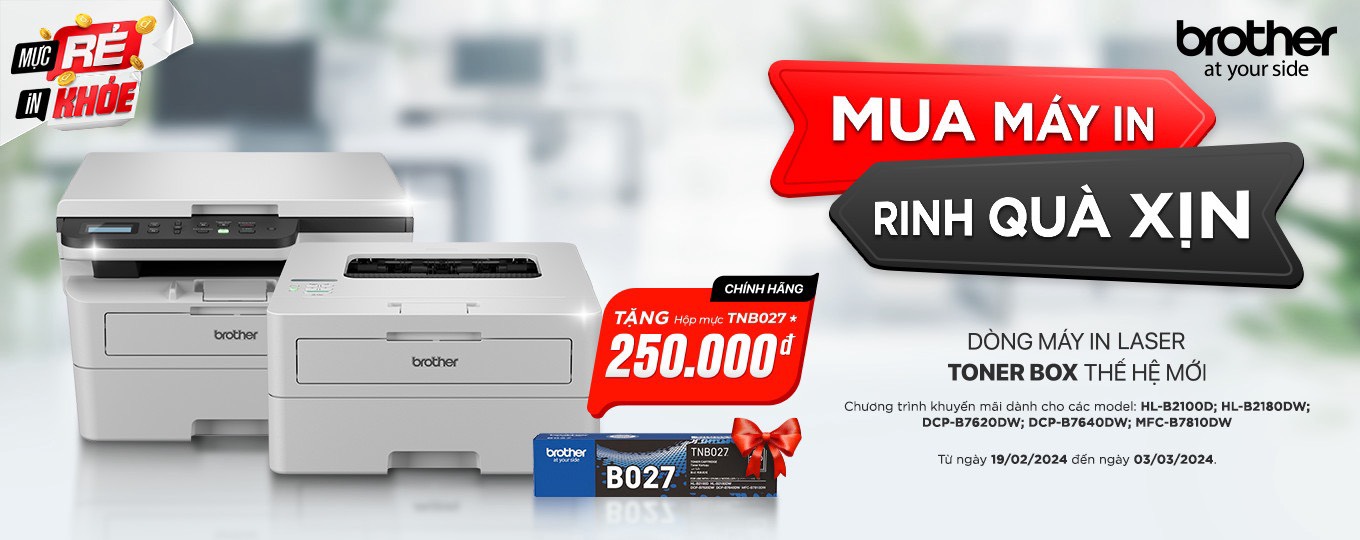 MỰC RẺ
IN KHỎE
brother
at your side
MUA MÁY IN
RINH QUÀ XỊN
brother
brother
CHÍNH HÃNG
TẶNG Hộp mực TNB027 *
250.000đ
DÒNG MÁY IN LASER
TONER BOX THẾ HỆ MỚI
Chương trình khuyến mãi dành cho các model: HL-B2100D; HL-B2180DW;
DCP-B7620DW; DCP-B7640DW; MFC-B7810DW
Từ ngày 19/02/2024 đến ngày 03/03/2024.
brother
at your side
B027
TNB027
TONER CARTRIDGE